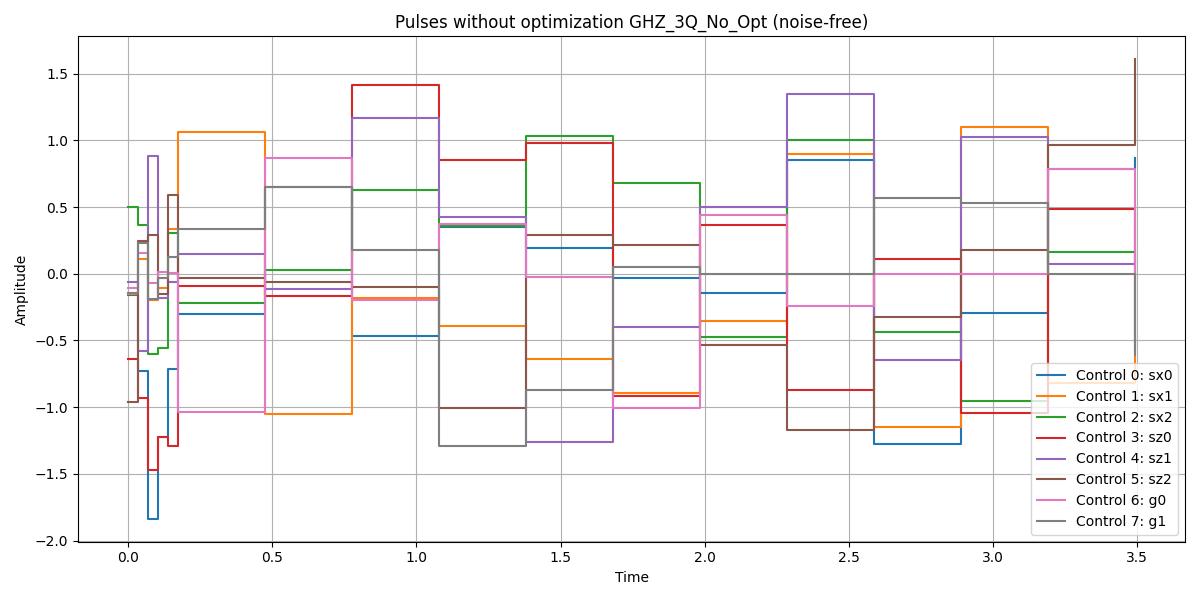 Pulses without optimization GHZ_3Q_No_Opt (noise-free)
Amplitude
1.5
1.0
0.5
0.0
−0.5
−1.0
−1.5
−2.0
0.0 0.5 1.0 1.5 2.0 2.5 3.0 3.5
Time
Control 0: sx0
Control 1: sx1
Control 2: sx2
Control 3: sz0
Control 4: sz1
Control 5: sz2
Control 6: g0
Control 7: g1